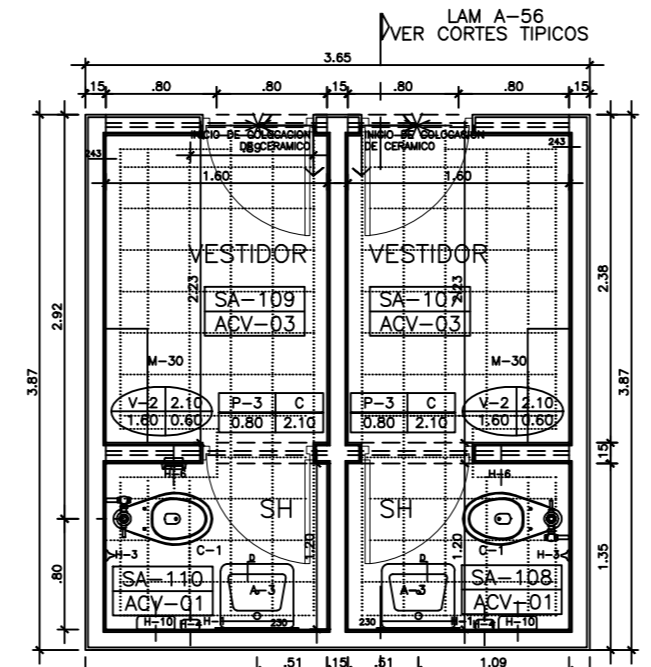 LAM A-56
VER CORTES TIPICOS
3.65
.15 .80 .80 .15 .80 .80 .15
INICIO DE COLOCACION
DE CERAMICO
INICIO DE COLOCACION
DE CERAMICO
243
.89
243
1.60
1.60
VESTIDOR
VESTIDOR
2.23
2.23
SA-109
ACV-03
SA-107
ACV-03
2.92
2.38
3.87
3.87
M-30
M-30
V-2 2.10
1.60 0.60
P-3 C
0.80 2.10
P-3 C
0.80 2.10
V-2 2.10
1.60 0.60
.15
H-6
H-6
SH
SH
C-1
C-1
H-3
H-3
1.20
1.20
D
D
.80
1.35
SA-110
ACV-01
A-3
A-3
SA-108
ACV-01
H-10
H-1
230
230
H-1
H-10
.51 .15 .51 1.09